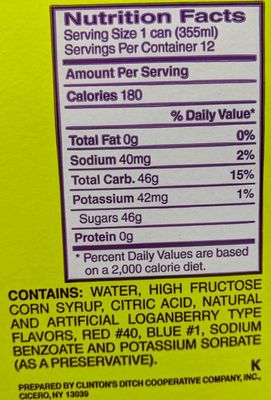 Nutrition Facts
Serving Size 1 can (355ml)
Servings Per Container 12
Amount Per Serving
Calories 180
% Daily Value*
Total Fat 0g 0%
Sodium 40mg 2%
Total Carb. 46g 15%
Potassium 42mg 1%
Sugars 46g
Protein 0g
* Percent Daily Values are based
on a 2,000 calorie diet.
CONTAINS: WATER, HIGH FRUCTOSE
CORN SYRUP, CITRIC ACID, NATURAL
AND ARTIFICIAL LOGANBERRY TYPE
FLAVORS, RED #40, BLUE #1, SODIUM
BENZOATE AND POTASSIUM SORBATE
(AS A PRESERVATIVE).
K
PREPARED BY CLINTON'S DITCH COOPERATIVE COMPANY, INC.,
CICERO, NY 13039